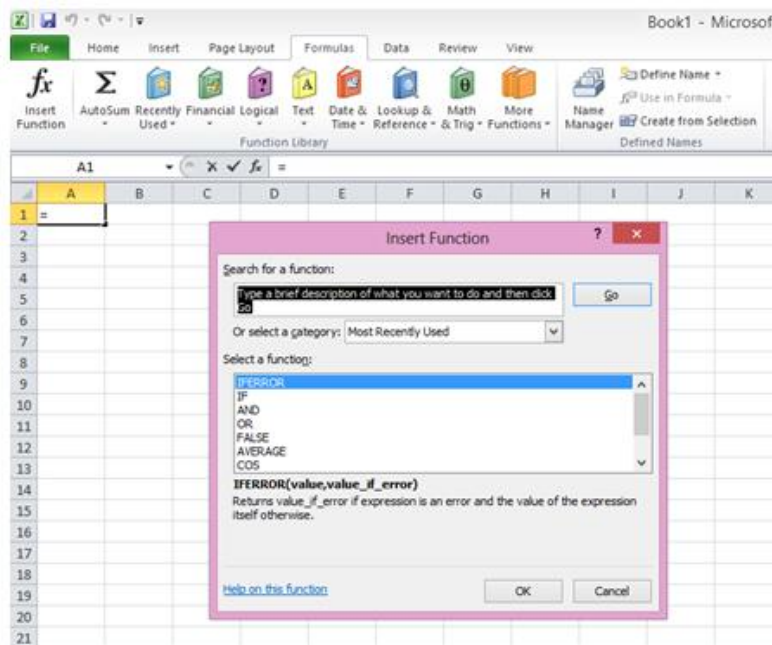 Book1 - Microsof
File Home Insert Page Layout Formulas Data Review View
fx Σ A θ
Insert Function AutoSum Recently Used Financial Logical Text Date & Time Lookup & Reference Math & Trig More Functions Name Manager
Define Name
Use in Formula
Create from Selection
Function Library Defined Names
A1 fx =
A B C D E F G H I J K
1 =
2
3
4
5
6
7
8
9
10
11
12
13
14
15
16
17
18
19
20
21
Insert Function ? x
Search for a function:
Type a brief description of what you want to do and then click
Go
Go
Or select a category: Most Recently Used
Select a function:
IFERROR
IF
AND
OR
FALSE
AVERAGE
COS
IFERROR(value,value_if_error)
Returns value_if_error if expression is an error and the value of the expression
itself otherwise.
Help on this function OK Cancel